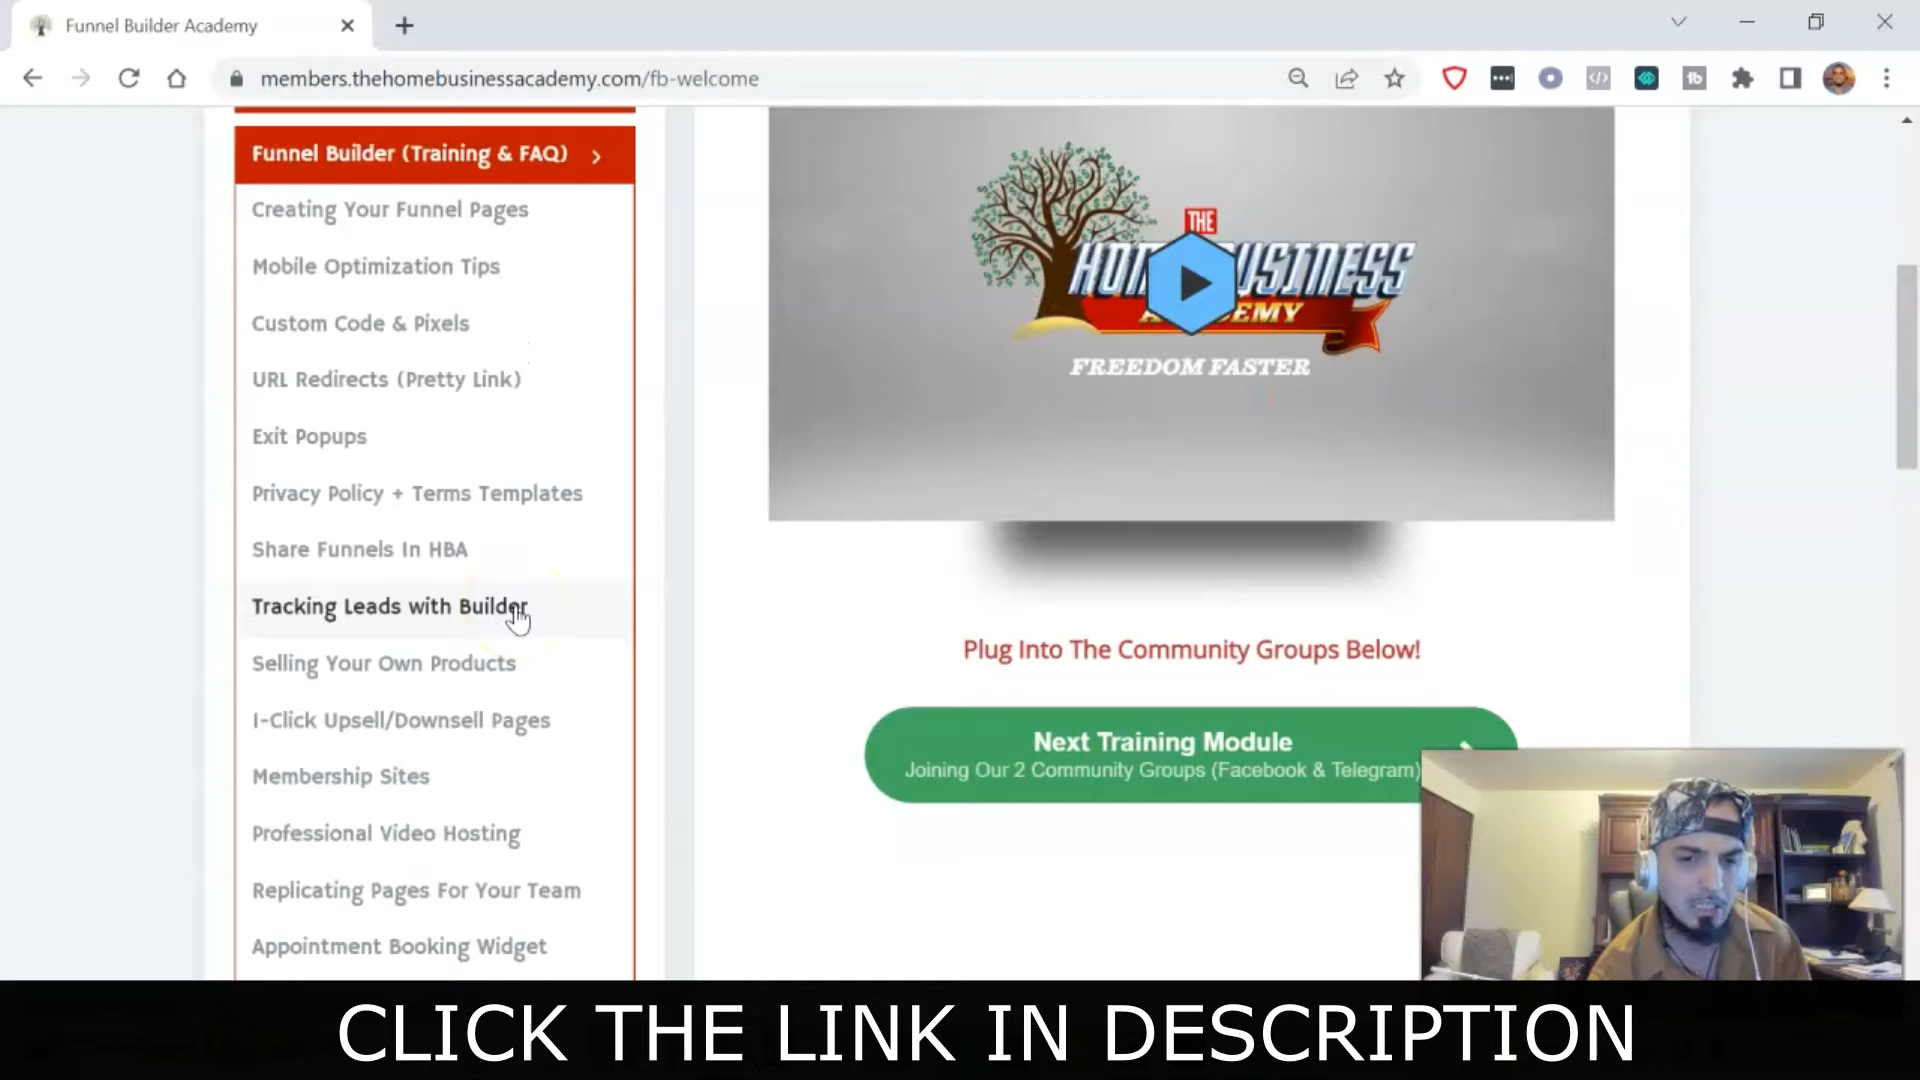 Funnel Builder Academy
members.thehomebusinessacademy.com/fb-welcome
Funnel Builder (Training & FAQ)
Creating Your Funnel Pages
Mobile Optimization Tips
Custom Code & Pixels
URL Redirects (Pretty Link)
Exit Popups
Privacy Policy + Terms Templates
Share Funnels In HBA
Tracking Leads with Builder
Selling Your Own Products
1-Click Upsell/Downsell Pages
Membership Sites
Professional Video Hosting
Replicating Pages For Your Team
Appointment Booking Widget
THE
FREEDOM FASTER
Plug Into The Community Groups Below!
Next Training Module
Joining Our 2 Community Groups (Facebook & Telegram)
CLICK THE LINK IN DESCRIPTION